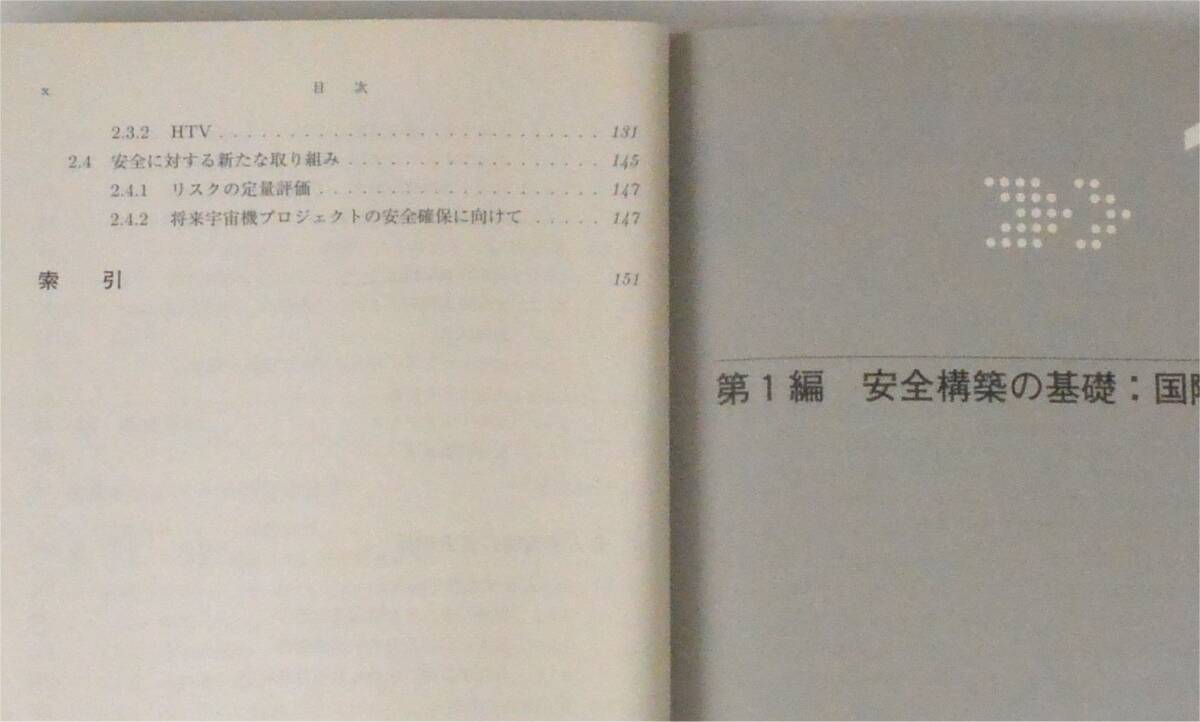 x 目 次
2.3.2 HTV . . . . . . . . . . . . . . . . . . . . . . . . . . . . . 131
2.4 安全に対する新たな取り組み . . . . . . . . . . . . . . . . . . 145
2.4.1 リスクの定量評価 . . . . . . . . . . . . . . . . . . . . 147
2.4.2 将来宇宙機プロジェクトの安全確保に向けて . . . . . 147
索 引 151
第1編 安全構築の基礎：国